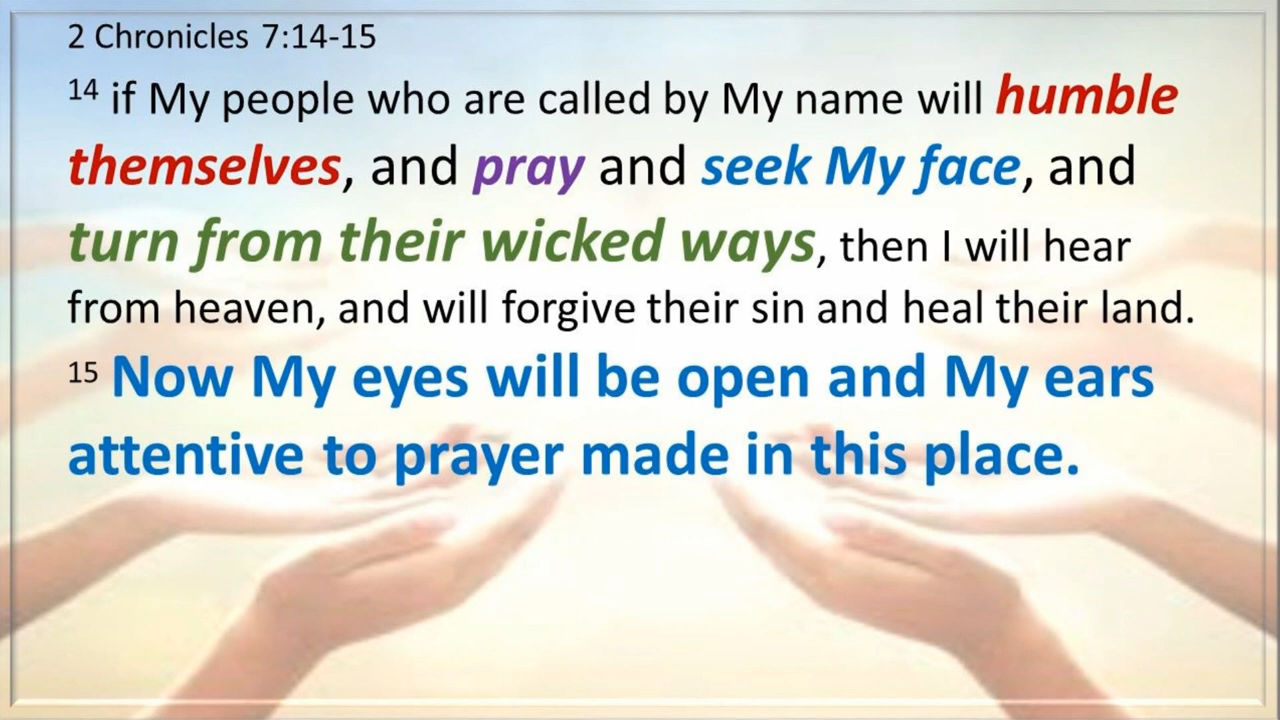 2 Chronicles 7:14-15
14 if My people who are called by My name will humble
themselves, and pray and seek My face, and
turn from their wicked ways, then I will hear
from heaven, and will forgive their sin and heal their land.
15 Now My eyes will be open and My ears
attentive to prayer made in this place.